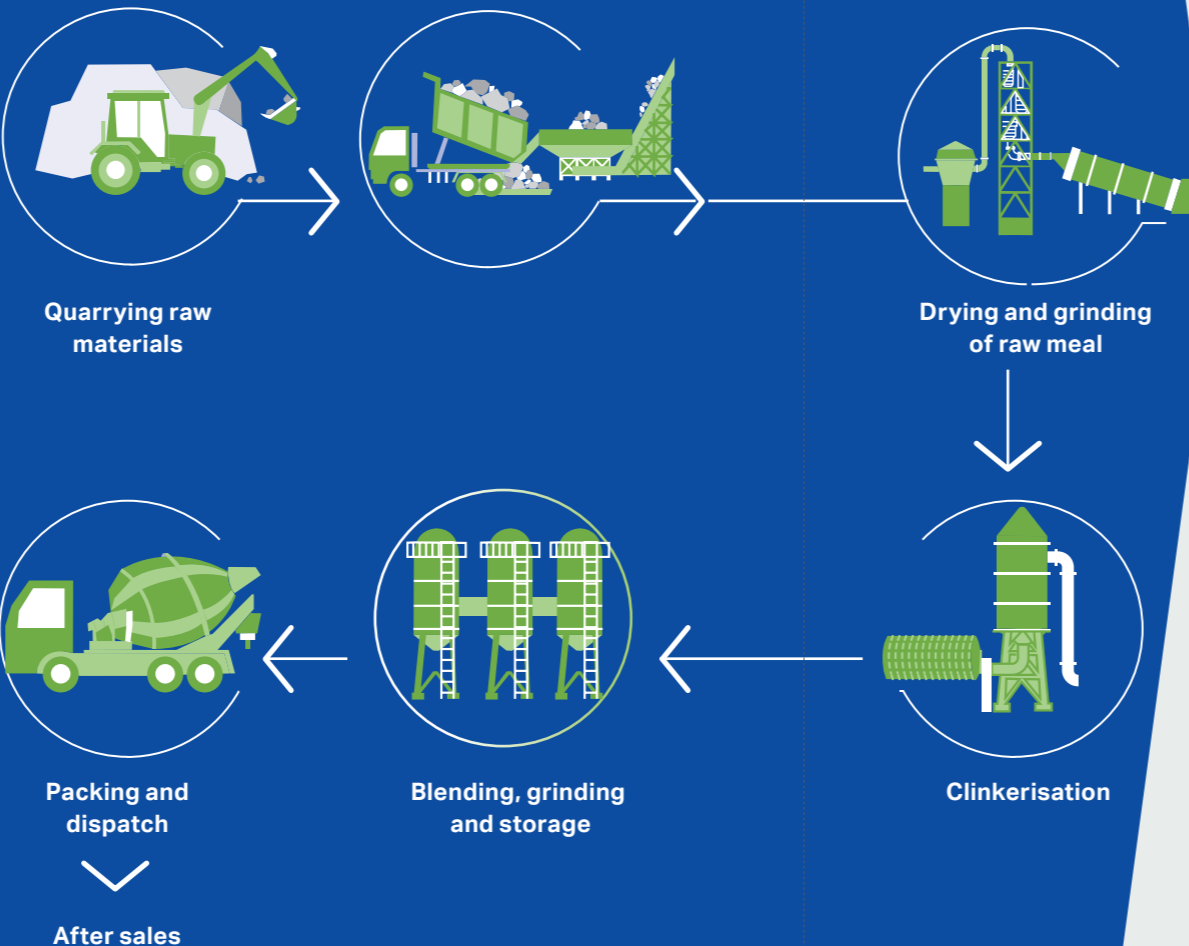 Quarrying raw
materials
Drying and grinding
of raw meal
Clinkerisation
Blending, grinding
and storage
Packing and
dispatch
After sales